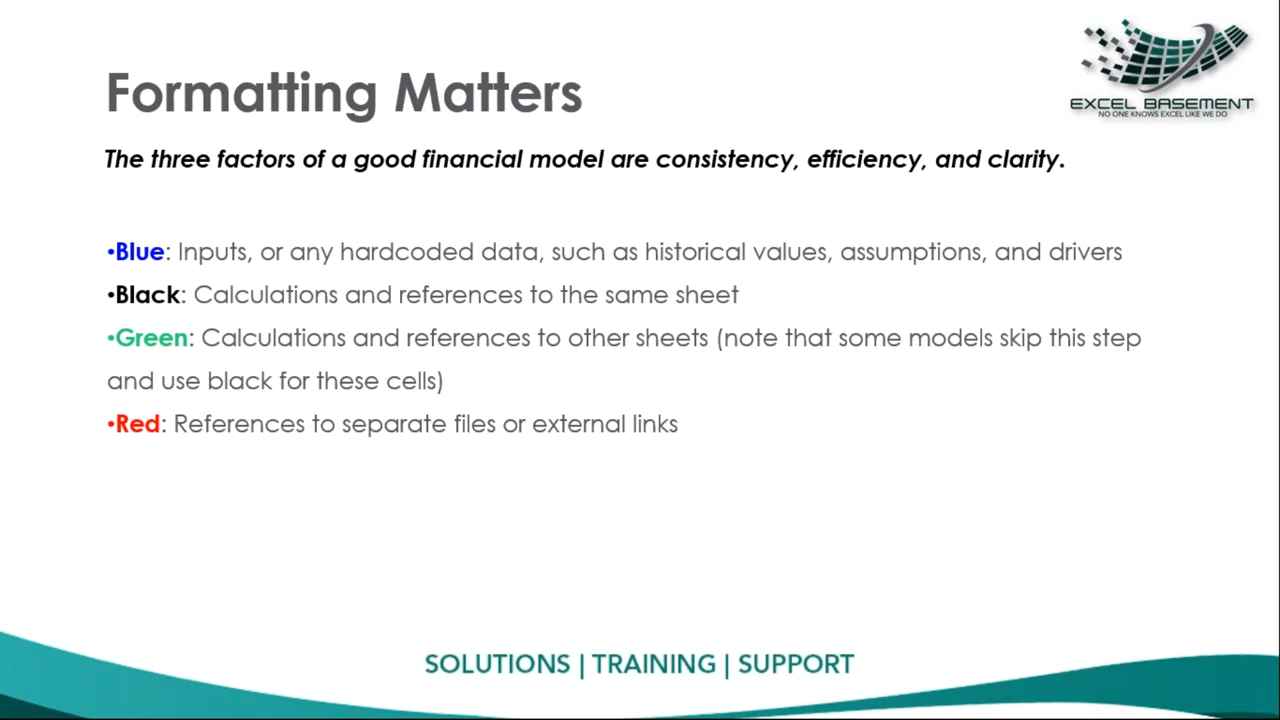 EXCEL BASEMENT
NO ONE KNOWS EXCEL LIKE WE DO
Formatting Matters
The three factors of a good financial model are consistency, efficiency, and clarity.
•Blue: Inputs, or any hardcoded data, such as historical values, assumptions, and drivers
•Black: Calculations and references to the same sheet
•Green: Calculations and references to other sheets (note that some models skip this step
and use black for these cells)
•Red: References to separate files or external links
SOLUTIONS | TRAINING | SUPPORT